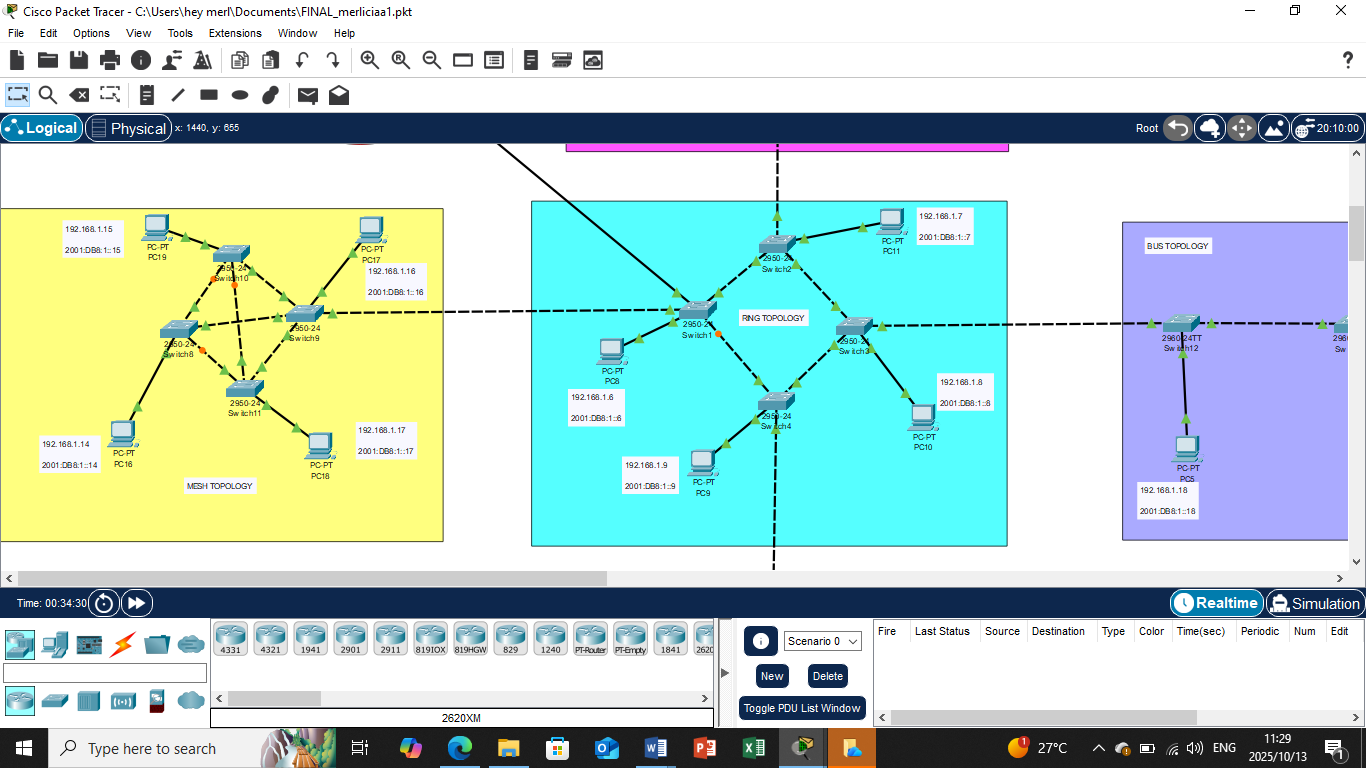 Cisco Packet Tracer - C:\Users\hey merl\Documents\FINAL_merliciaa1.pkt
File Edit Options View Tools Extensions Window Help
Logical Physical x: 1440, y: 655 Root 20:10:00
192.168.1.15
2001:DB8:1::15
PC-PT
PC19
PC-PT
PC17
192.168.1.16
2001:DB8:1::16
2950-24
Switch10
2950-24
Switch9
2950-24
Switch8
2950-24
Switch11
192.168.1.14
2001:DB8:1::14
PC-PT
PC16
PC-PT
PC18
192.168.1.17
2001:DB8:1::17
MESH TOPOLOGY
192.168.1.7
2001:DB8:1::7
PC-PT
PC11
2950-24
Switch2
RING TOPOLOGY
2950-24
Switch1
2950-24
Switch3
PC-PT
PC8
192.168.1.6
2001:DB8:1::6
2950-24
Switch4
192.168.1.8
2001:DB8:1::8
PC-PT
PC10
192.168.1.9
2001:DB8:1::9
PC-PT
PC9
BUS TOPOLOGY
2960-24TT
Switch12
2960
Sw
PC-PT
PC5
192.168.1.18
2001:DB8:1::18
Time: 00:34:30 Realtime Simulation
4331 4321 1941 2901 2911 819IOX 819HGW 829 1240 PT-Router PT-Empty 1841 2620
2620XM
Scenario 0
New Delete
Toggle PDU List Window
Fire Last Status Source Destination Type Color Time(sec) Periodic Num Edit
Type here to search
1
27°C
ENG
11:29
2025/10/13
1